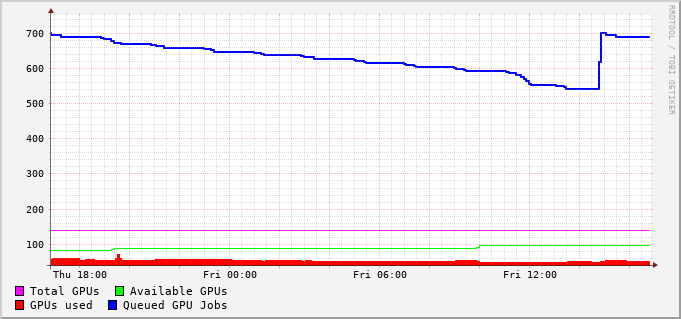 700
600
500
400
300
200
100
Thu 18:00 Fri 00:00 Fri 06:00 Fri 12:00
Total GPUs Available GPUs
GPUs used Queued GPU Jobs
RRDTOOL / TOBI OETIKER